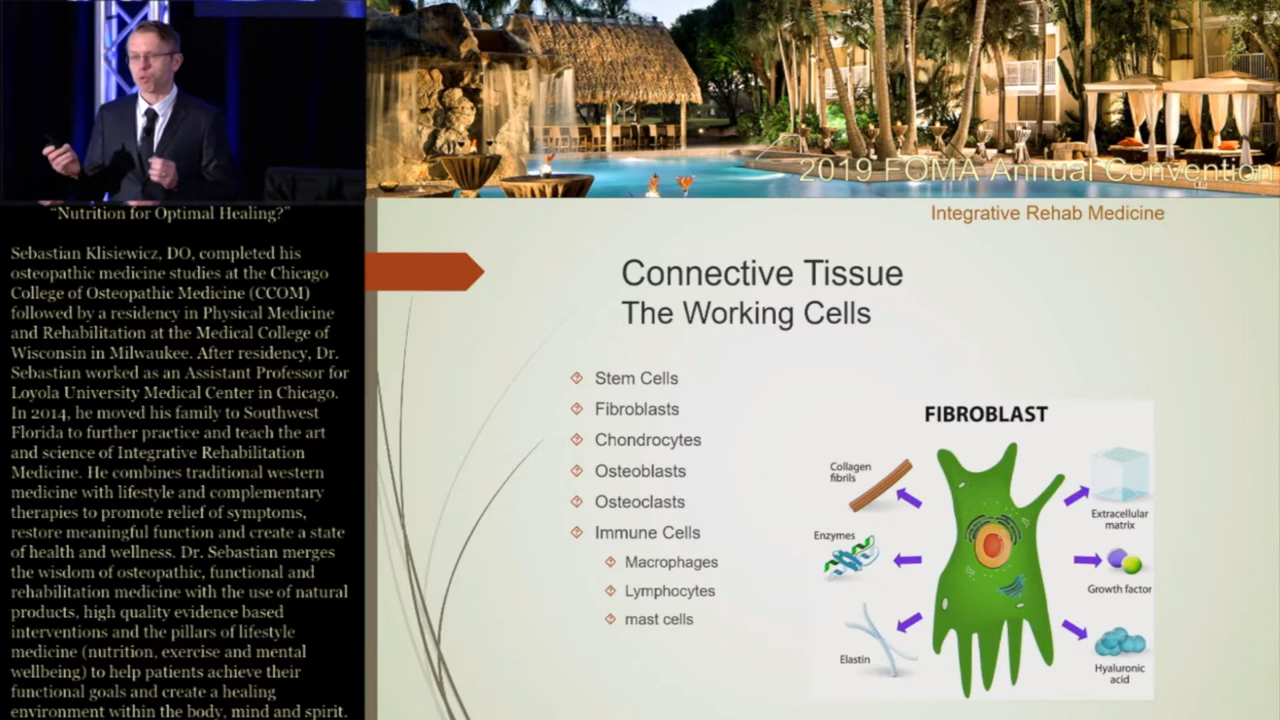 2019 FOMA Annual Convention
"Nutrition for Optimal Healing?"
Sebastian Klisiewicz, DO, completed his
osteopathic medicine studies at the Chicago
College of Osteopathic Medicine (CCOM)
followed by a residency in Physical Medicine
and Rehabilitation at the Medical College of
Wisconsin in Milwaukee. After residency, Dr.
Sebastian worked as an Assistant Professor for
Loyola University Medical Center in Chicago.
In 2014, he moved his family to Southwest
Florida to further practice and teach the art
and science of Integrative Rehabilitation
Medicine. He combines traditional western
medicine with lifestyle and complementary
therapies to promote relief of symptoms,
restore meaningful function and create a state
of health and wellness. Dr. Sebastian merges
the wisdom of osteopathic, functional and
rehabilitation medicine with the use of natural
products, high quality evidence based
interventions and the pillars of lifestyle
medicine (nutrition, exercise and mental
wellbeing) to help patients achieve their
functional goals and create a healing
environment within the body, mind and spirit.
Integrative Rehab Medicine
Connective Tissue
The Working Cells
Stem Cells
Fibroblasts
Chondrocytes
Osteoblasts
Osteoclasts
Immune Cells
Macrophages
Lymphocytes
mast cells
FIBROBLAST
Collagen
fibrils
Enzymes
Elastin
Extracellular
matrix
Growth factor
Hyaluronic
acid